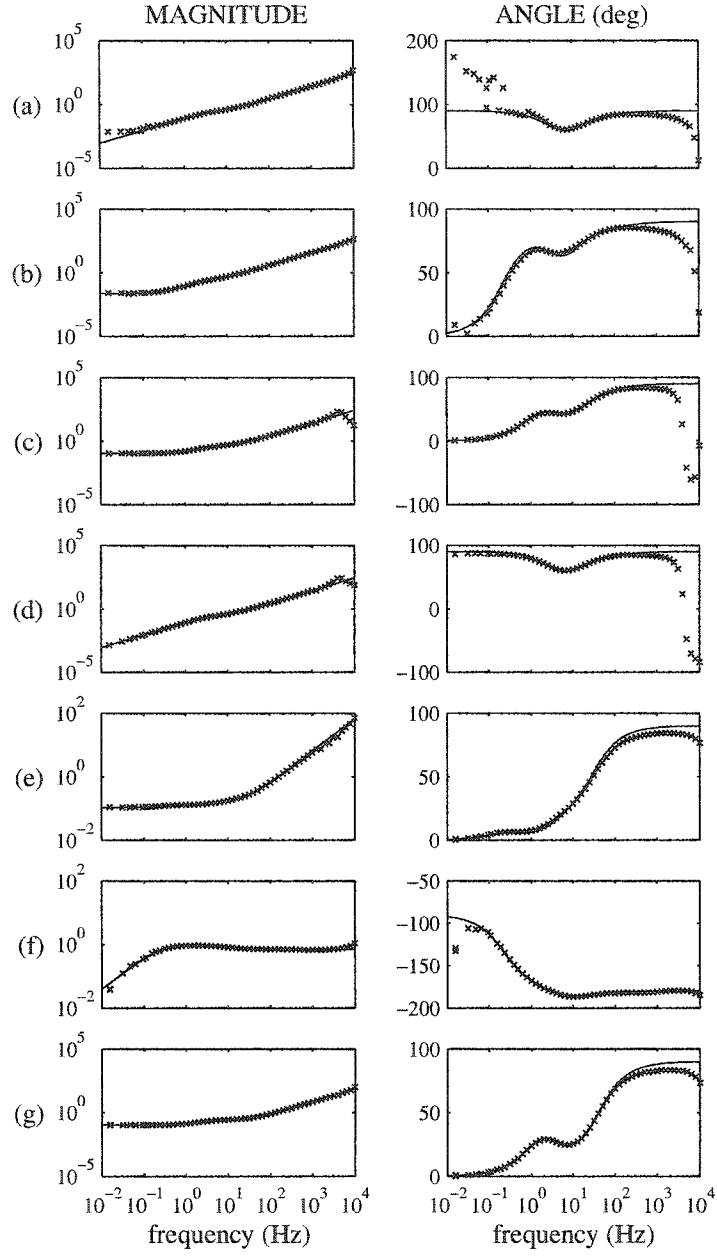 MAGNITUDE ANGLE (deg)
(a) 10^5 10^0 10^-5 200 100 0
(b) 10^5 10^0 10^-5 100 50 0
(c) 10^5 10^0 10^-5 100 0 −100
(d) 10^5 10^0 10^-5 100 0 −100
(e) 10^2 10^0 10^-2 100 50 0
(f) 10^2 10^0 10^-2 −50 −100 −150 −200
(g) 10^5 10^0 10^-5 100 50 0
10^-2 10^-1 10^0 10^1 10^2 10^3 10^4 10^-2 10^-1 10^0 10^1 10^2 10^3 10^4
frequency (Hz) frequency (Hz)